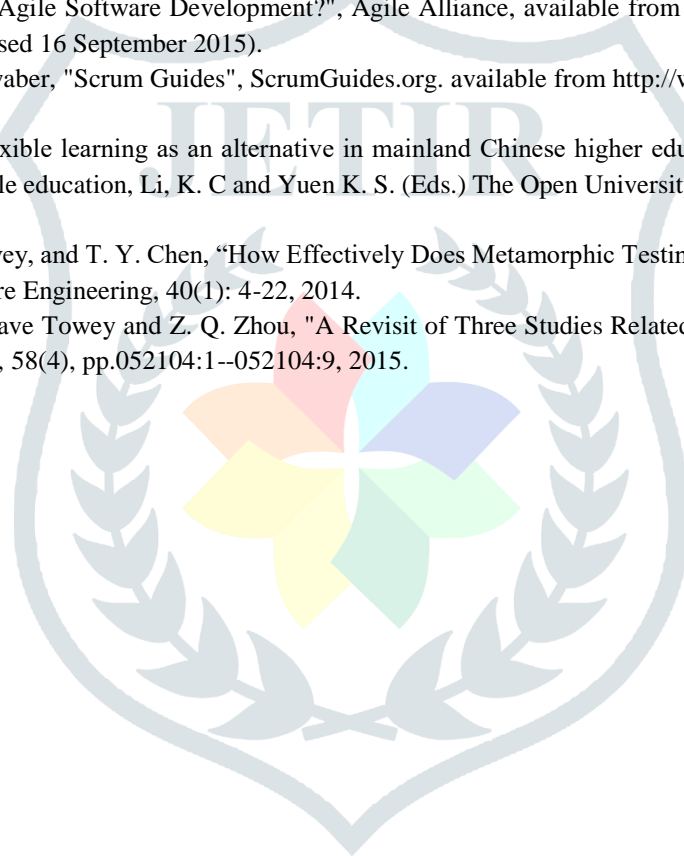 Agile Software Development?", Agile Alliance, available from
sed 16 September 2015).
vaber, "Scrum Guides", ScrumGuides.org. available from http://w
JETIR
xible learning as an alternative in mainland Chinese higher edu
le education, Li, K. C and Yuen K. S. (Eds.) The Open Universit
vey, and T. Y. Chen, “How Effectively Does Metamorphic Testin
re Engineering, 40(1): 4-22, 2014.
ave Towey and Z. Q. Zhou, "A Revisit of Three Studies Related
, 58(4), pp.052104:1--052104:9, 2015.